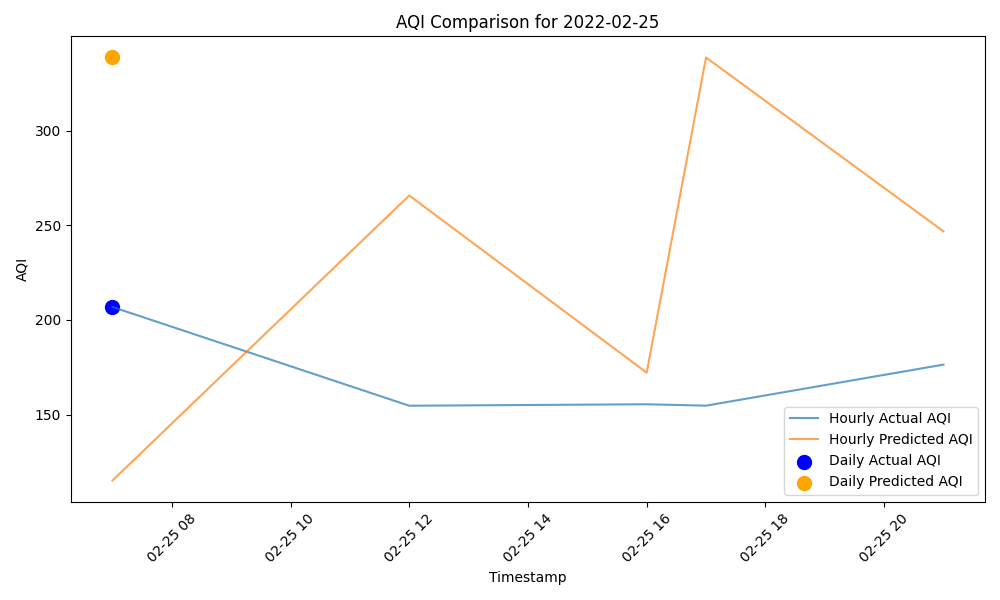 AQI Comparison for 2022-02-25
AQI
300
250
200
150
Hourly Actual AQI
Hourly Predicted AQI
Daily Actual AQI
Daily Predicted AQI
02-25 08
02-25 10
02-25 12
02-25 14
02-25 16
02-25 18
02-25 20
Timestamp